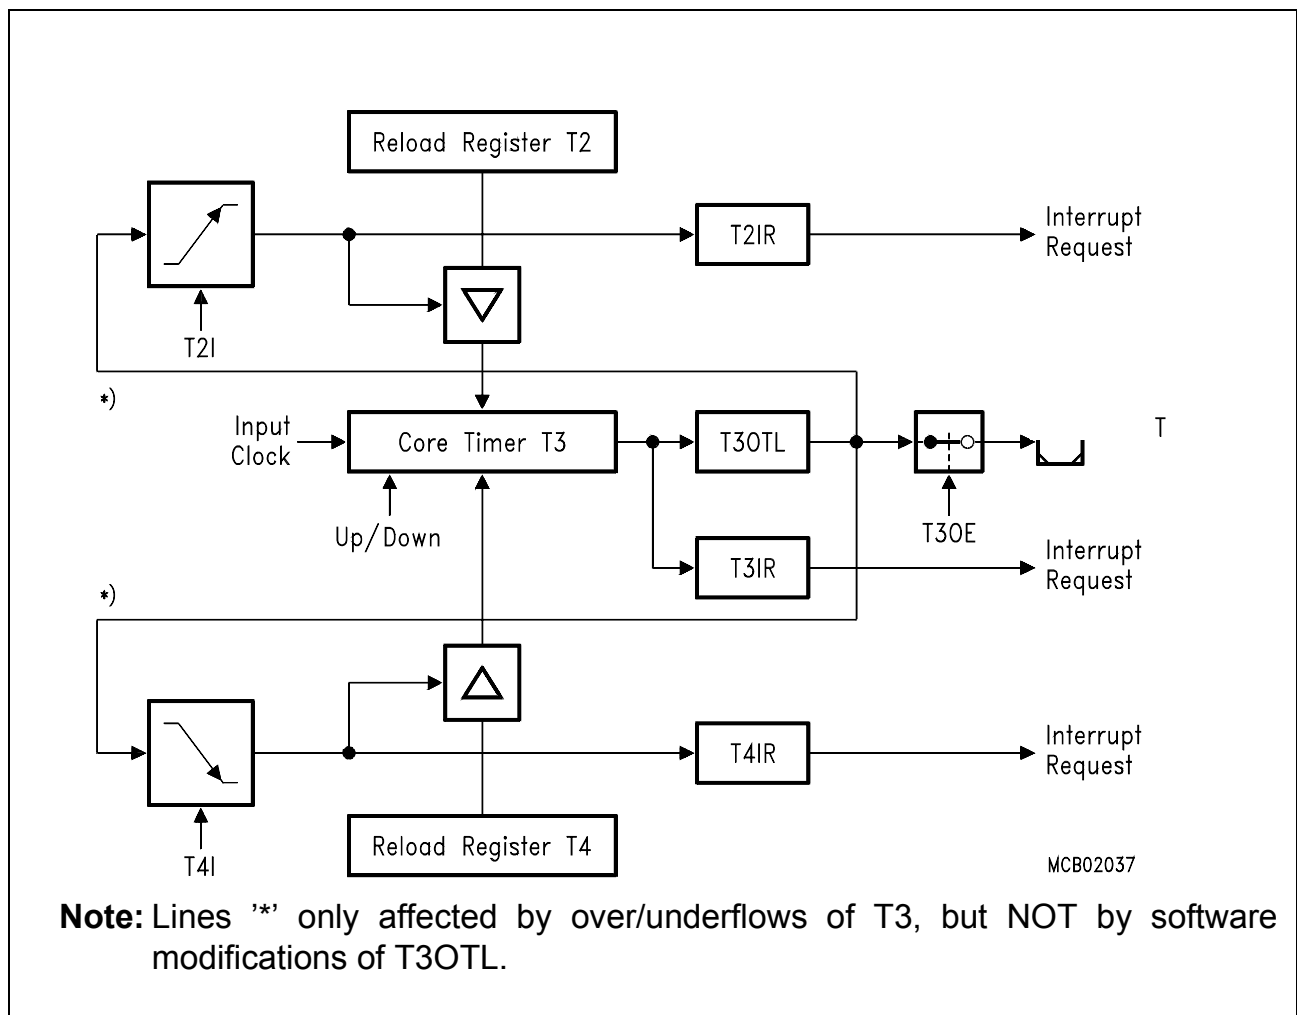 Reload Register T2
T2IR
Interrupt
Request
T2I
*)
Input
Clock
Core Timer T3
T3OTL
T
Up/Down
T3OE
T3IR
Interrupt
Request
*)
T4IR
Interrupt
Request
Reload Register T4
T4I
MCB02037
Note: Lines ’*’ only affected by over/underflows of T3, but NOT by software
modifications of T3OTL.